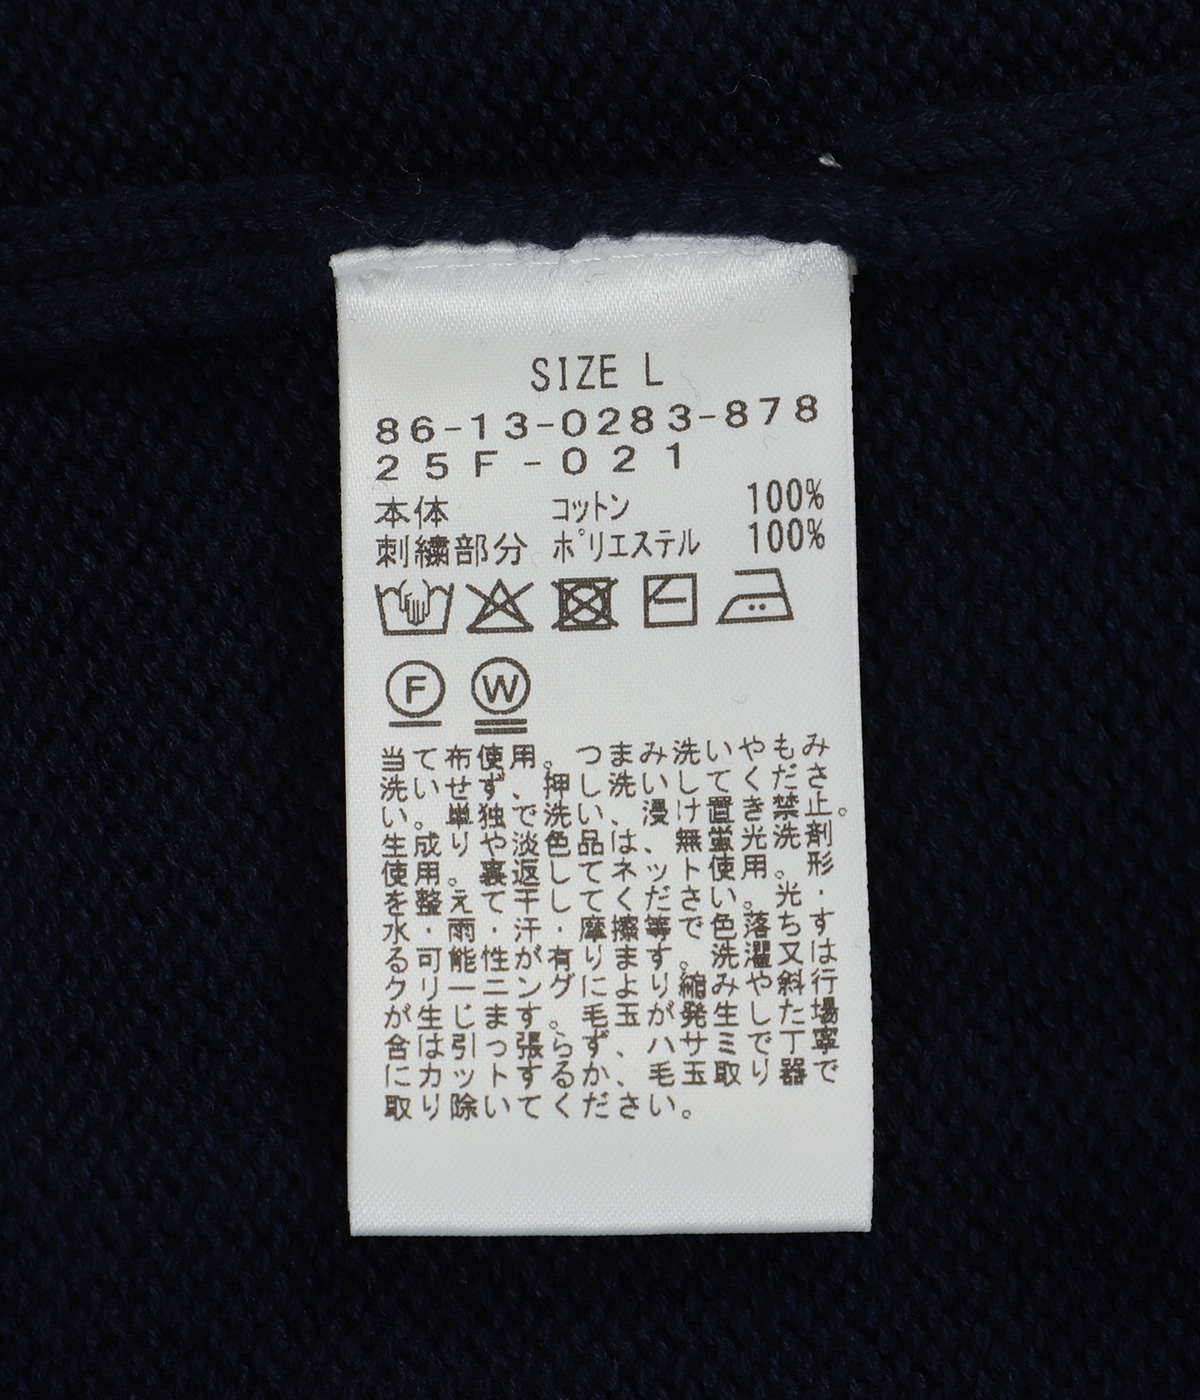 SIZE L
86-13-0283-878
25F-021
本体 コットン 100%
刺繍部分 ポリエステル 100%
F W
当て布使用。つまみ洗いやもみ
洗いせず、押し洗いしてくださ
い。単独で洗い、浸け置き禁止。
生成りや淡色品は、無蛍光洗剤
使用。裏返してネット使用。形
を整えて干してください。光・
水・雨・汗・摩擦等で色落ちす
る可能性が有ります。洗濯又は
クリーニングにより縮みや斜行
が生じます。毛玉が発生した場
合は引っ張らず、ハサミで丁寧
にカットするか、毛玉取り器で
取り除いてください。